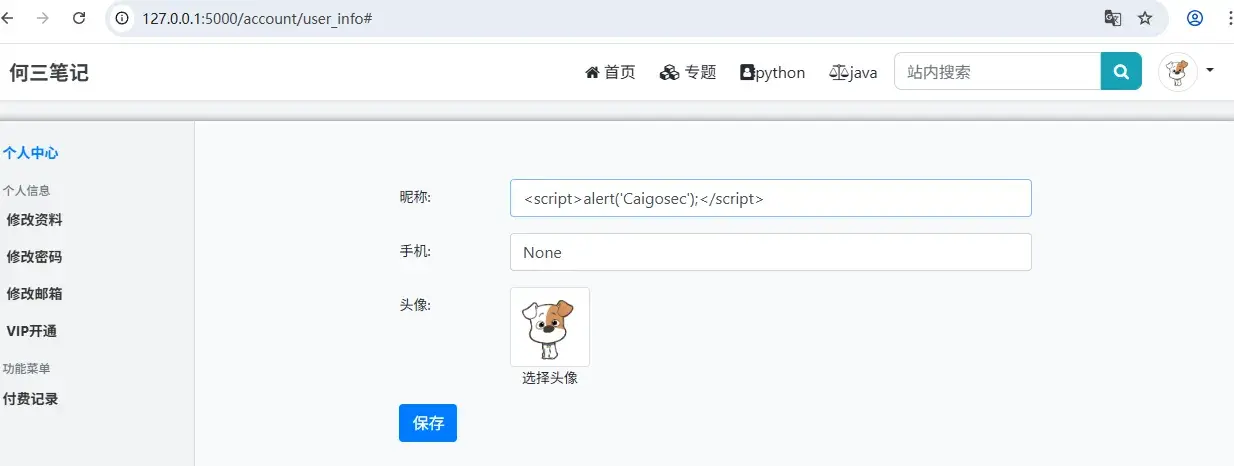 127.0.0.1:5000/account/user_info#
何三笔记 首页 专题 python java 站内搜索
个人中心
个人信息
昵称: <script>alert('Caigosec');</script>
修改资料
手机: None
修改密码
修改邮箱
头像:
VIP开通
功能菜单
选择头像
付费记录
保存